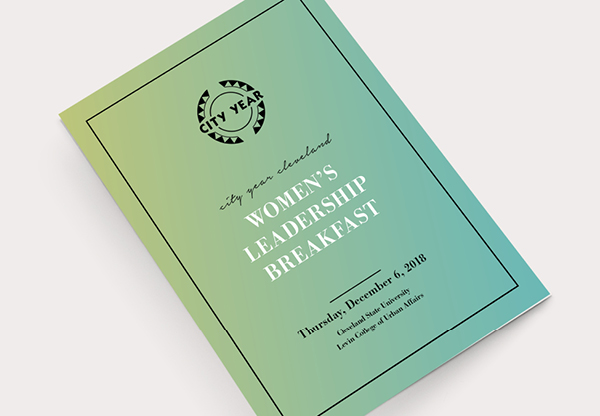 CITY YEAR
city year cleveland
WOMEN'S
LEADERSHIP
BREAKFAST
Thursday, December 6, 2018
Cleveland State University
Levin College of Urban Affairs